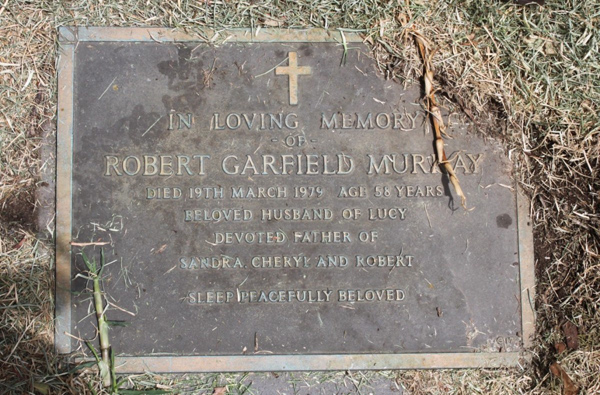 IN LOVING MEMORY
- OF -
ROBERT GARFIELD MURRAY
DIED 19TH MARCH 1979 AGE 58 YEARS
BELOVED HUSBAND OF LUCY
DEVOTED FATHER OF
SANDRA, CHERYL AND ROBERT
SLEEP PEACEFULLY BELOVED